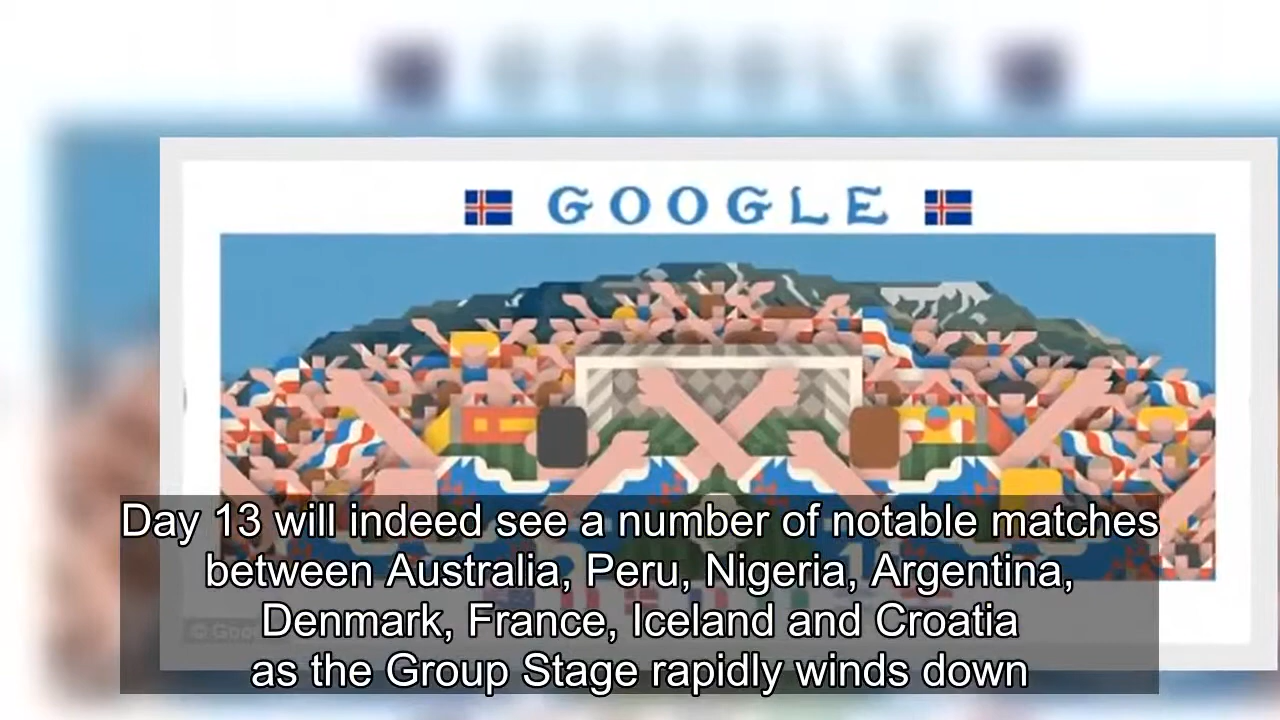 GOOGLE
Day 13 will indeed see a number of notable matches
between Australia, Peru, Nigeria, Argentina,
Denmark, France, Iceland and Croatia
as the Group Stage rapidly winds down